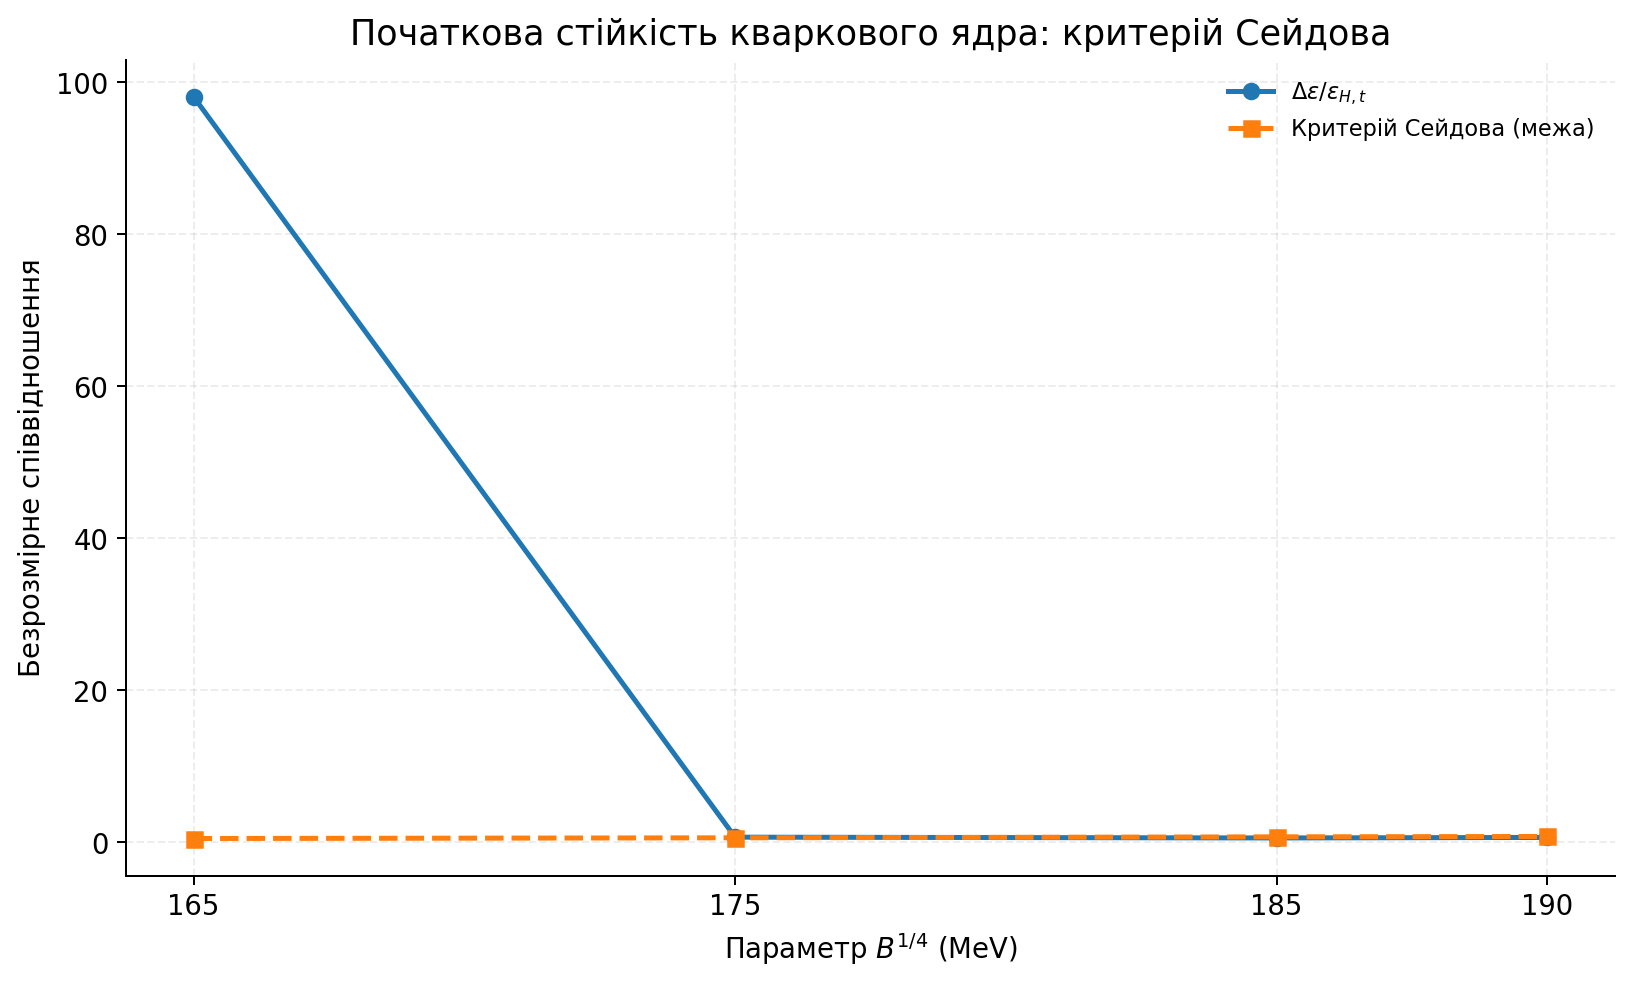 Початкова стійкість кваркового ядра: критерій Сейдова
Δε/ε_{H,t}
Критерій Сейдова (межа)
Безрозмірне співвідношення
100
80
60
40
20
0
165 175 185 190
Параметр B^{1/4} (MeV)